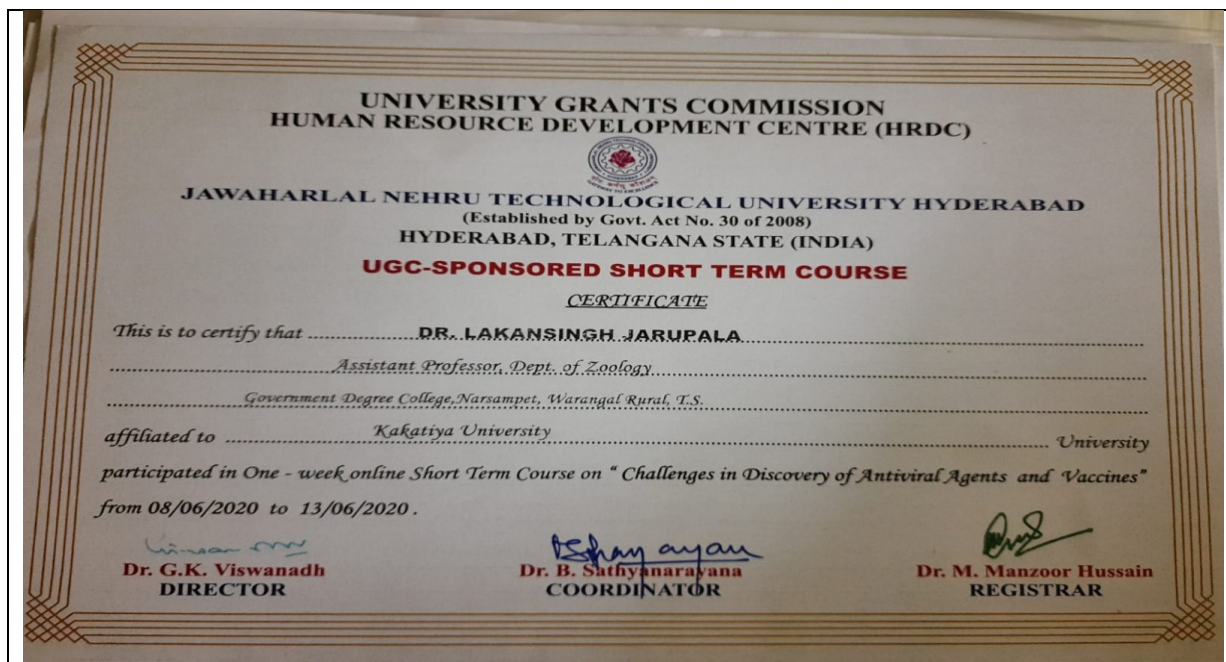 UNIVERSITY GRANTS COMMISSION
HUMAN RESOURCE DEVELOPMENT CENTRE (HRDC)
JAWAHARLAL NEHRU TECHNOLOGICAL UNIVERSITY HYDERABAD
(Established by Govt. Act No. 30 of 2008)
HYDERABAD, TELANGANA STATE (INDIA)
UGC-SPONSORED SHORT TERM COURSE
CERTIFICATE
This is to certify that DR. LAKANSINGH JARUPALA
Assistant Professor, Dept. of Zoology
Government Degree College,Narsampet, Warangal Rural, T.S.
affiliated to Kakatiya University University
participated in One - week online Short Term Course on “ Challenges in Discovery of Antiviral Agents and Vaccines”
from 08/06/2020 to 13/06/2020 .
Dr. G.K. Viswanadh Dr. B. Sathyanarayana Dr. M. Manzoor Hussain
DIRECTOR COORDINATOR REGISTRAR